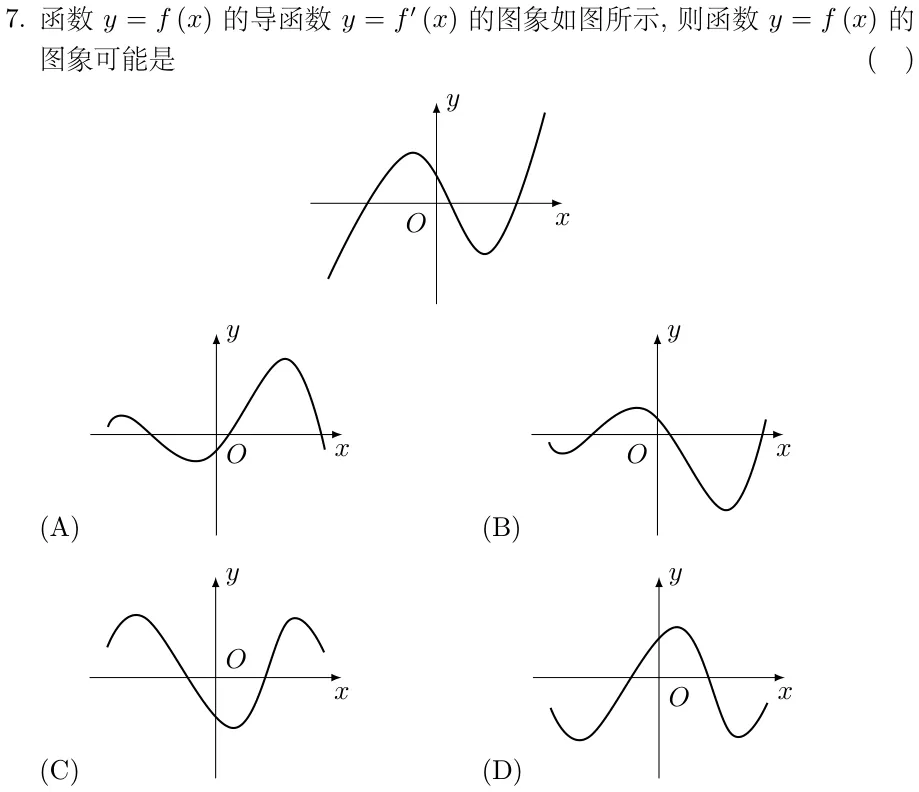 7. 函数 y = f (x) 的导函数 y = f′ (x) 的图象如图所示, 则函数 y = f (x) 的
图象可能是 ( )
y
O
x
y
O
x
(A)
y
O
x
(B)
y
O
x
(C)
y
O
x
(D)